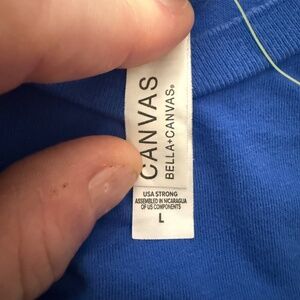 CANVAS
BELLA+CANVAS®
USA STRONG
ASSEMBLED IN NICARAGUA
OF US COMPONENTS
L